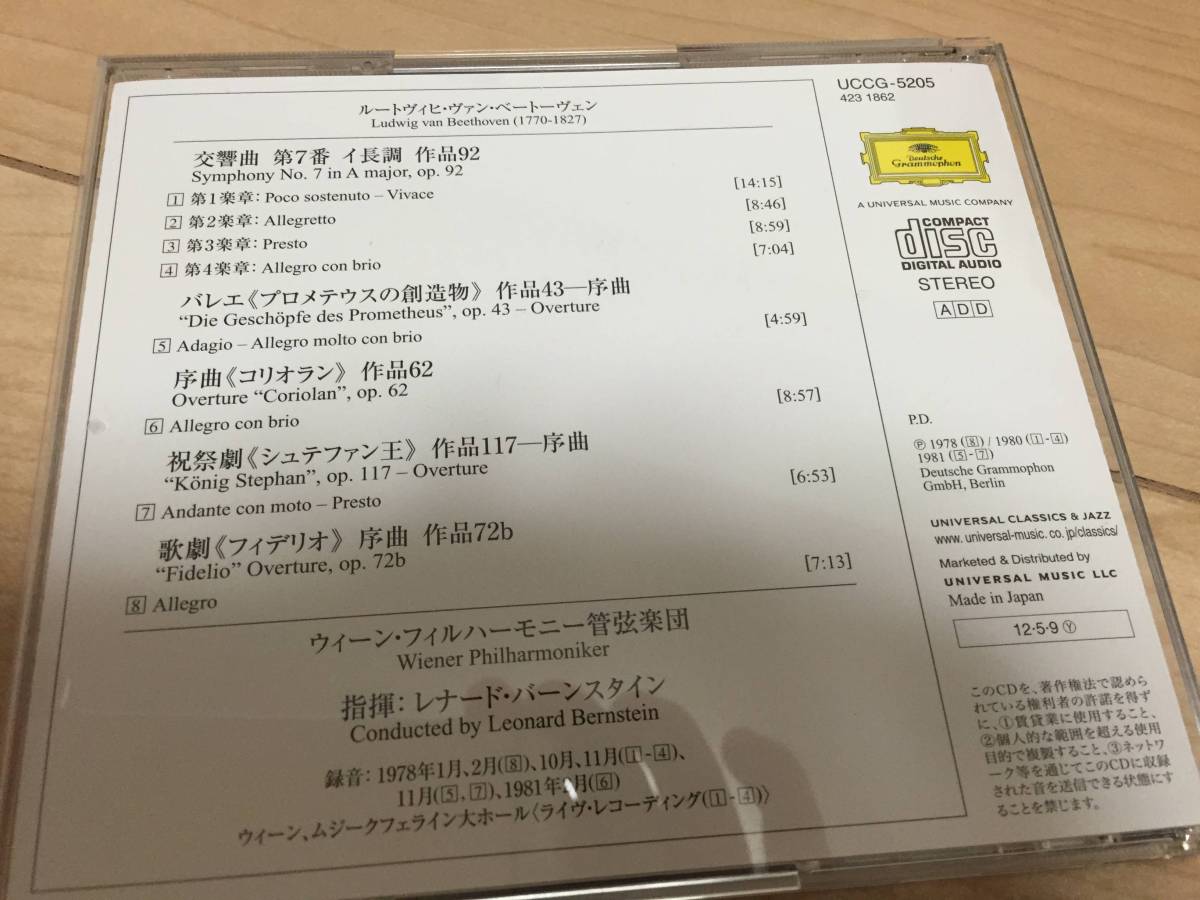 ルートヴィヒ・ヴァン・ベートーヴェン
Ludwig van Beethoven (1770-1827)
交響曲 第7番 イ長調 作品92
Symphony No. 7 in A major, op. 92
1 第1楽章: Poco sostenuto – Vivace [14:15]
2 第2楽章: Allegretto [8:46]
3 第3楽章: Presto [8:59]
4 第4楽章: Allegro con brio [7:04]
バレエ《プロメテウスの創造物》 作品43―序曲
“Die Geschöpfe des Prometheus”, op. 43 – Overture
5 Adagio – Allegro molto con brio [4:59]
序曲《コリオラン》 作品62
Overture “Coriolan”, op. 62
6 Allegro con brio [8:57]
祝祭劇《シュテファン王》 作品117―序曲
“König Stephan”, op. 117 – Overture
7 Andante con moto – Presto [6:53]
歌劇《フィデリオ》 序曲 作品72b
“Fidelio” Overture, op. 72b
8 Allegro [7:13]
ウィーン・フィルハーモニー管弦楽団
Wiener Philharmoniker
指揮: レナード・バーンスタイン
Conducted by Leonard Bernstein
録音: 1978年1月、2月(8)、10月、11月(1-4)、
11月(5, 7)、1981年 月(6)
ウィーン、ムジークフェライン大ホール〈ライヴ・レコーディング(1-4)〉
UCCG-5205
423 1862
Deutsche
Grammophon
A UNIVERSAL MUSIC COMPANY
COMPACT
disc
DIGITAL AUDIO
STEREO
ADD
P.D.
Ⓟ 1978 (8) / 1980 (1-4)
1981 (5-7)
Deutsche Grammophon
GmbH, Berlin
UNIVERSAL CLASSICS & JAZZ
www.universal-music.co.jp/classics/
Marketed & Distributed by
UNIVERSAL MUSIC LLC
Made in Japan
12・5・9 Ⓨ
このCDを、著作権法で認めら
れている権利者の許諾を得ず
に、①賃貸業に使用すること、
②個人的な範囲を超える使用
目的で複製すること、③ネットワ
ーク等を通じてこのCDに収録
された音を送信できる状態にす
ることを禁じます。